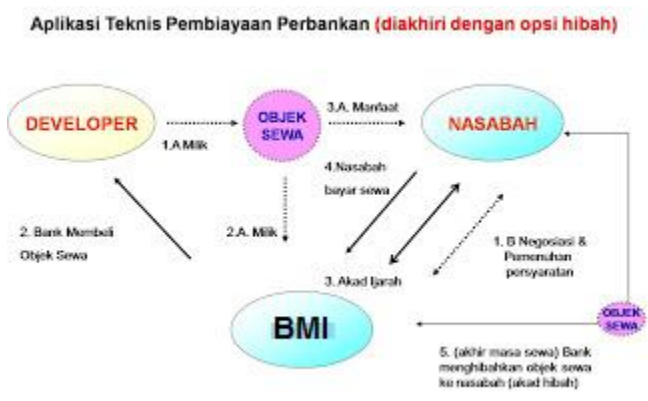 Aplikasi Teknis Pembiayaan Perbankan (diakhiri dengan opsi hibah)
DEVELOPER
1.A Milik
OBJEK
SEWA
3.A. Manfaat
NASABAH
4.Nasabah
bayar sewa
2. Bank Membeli
Objek Sewa
2.A. Milik
1. B Negosiasi &
Pemenuhan
persyaratan
3. Akad Ijarah
BMI
OBJEK
SEWA
5. (akhir masa sewa) Bank
menghibahkan objek sewa
ke nasabah (akad hibah)